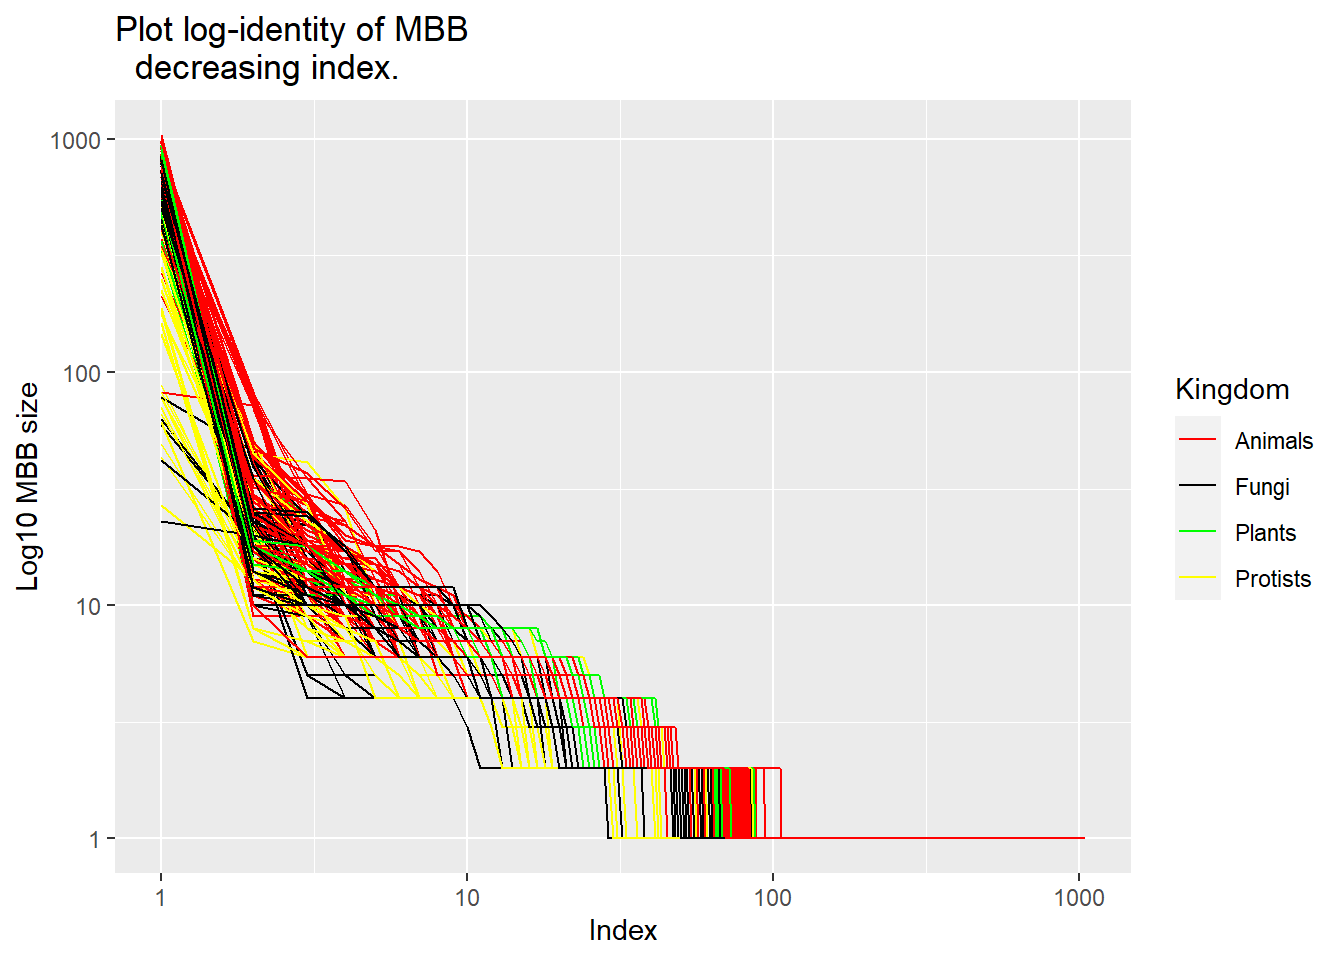 Plot log-identity of MBB
decreasing index.
1000
100
10
1
Log10 MBB size
1
10
100
1000
Index
Kingdom
Animals
Fungi
Plants
Protists